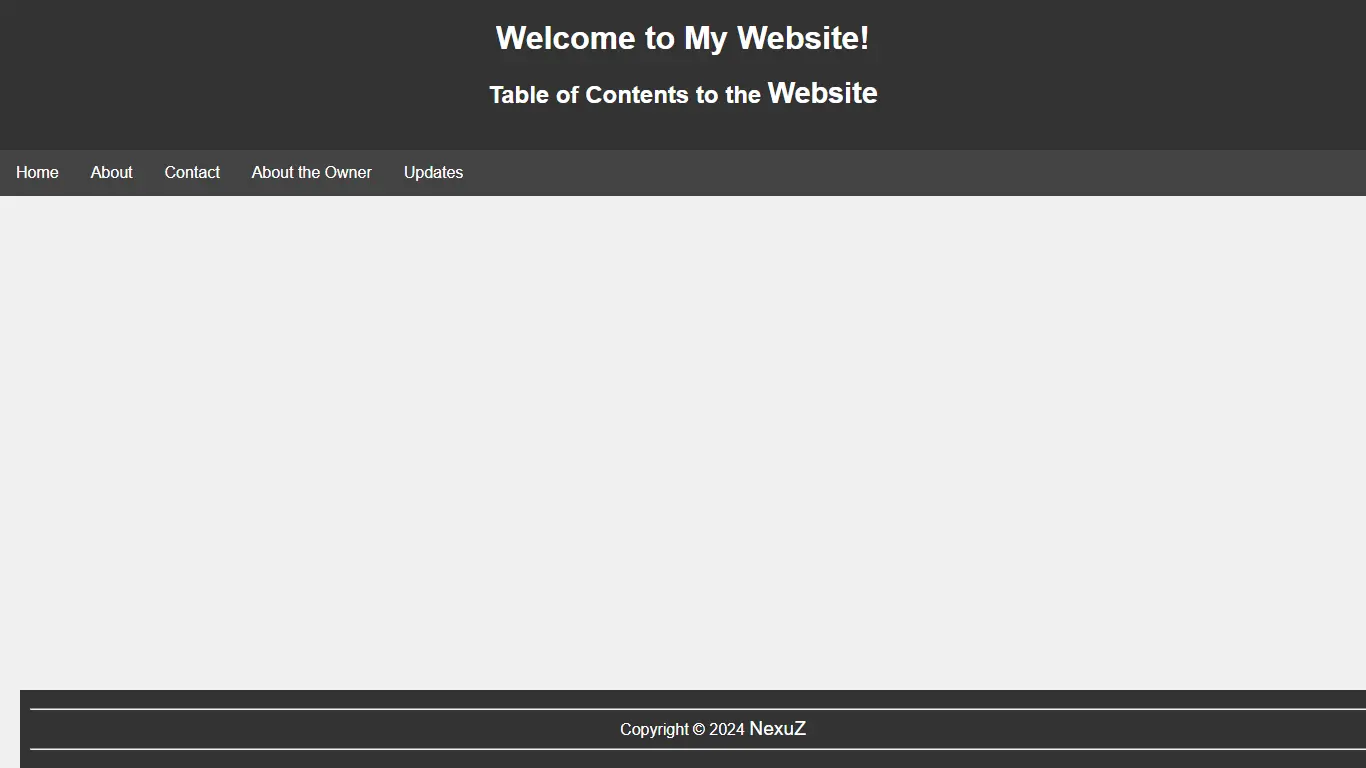 Welcome to My Website!
Table of Contents to the Website
Home About Contact About the Owner Updates
Copyright © 2024 NexuZ